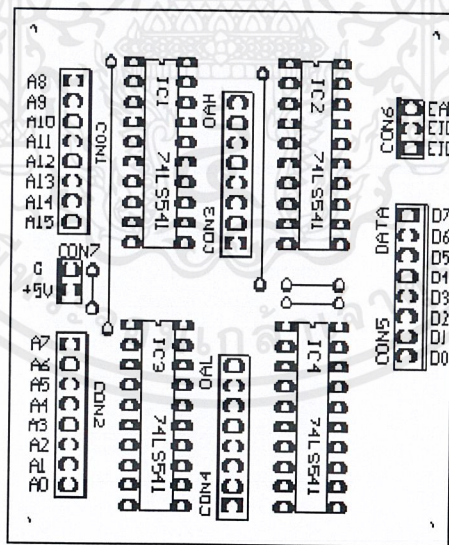 A8
A9
A10
A11
A12
A13
A14
A15
CON1
IC1
74LS541
OAH
CON3
IC2
74LS541
CON6
CON7
G
+5V
DATA
CON5
D7
D6
D5
D4
D3
D2
D1
D0
A7
A6
A5
A4
A3
A2
A1
A0
CON2
IC3
74LS541
OAL
CON4
IC4
74LS541